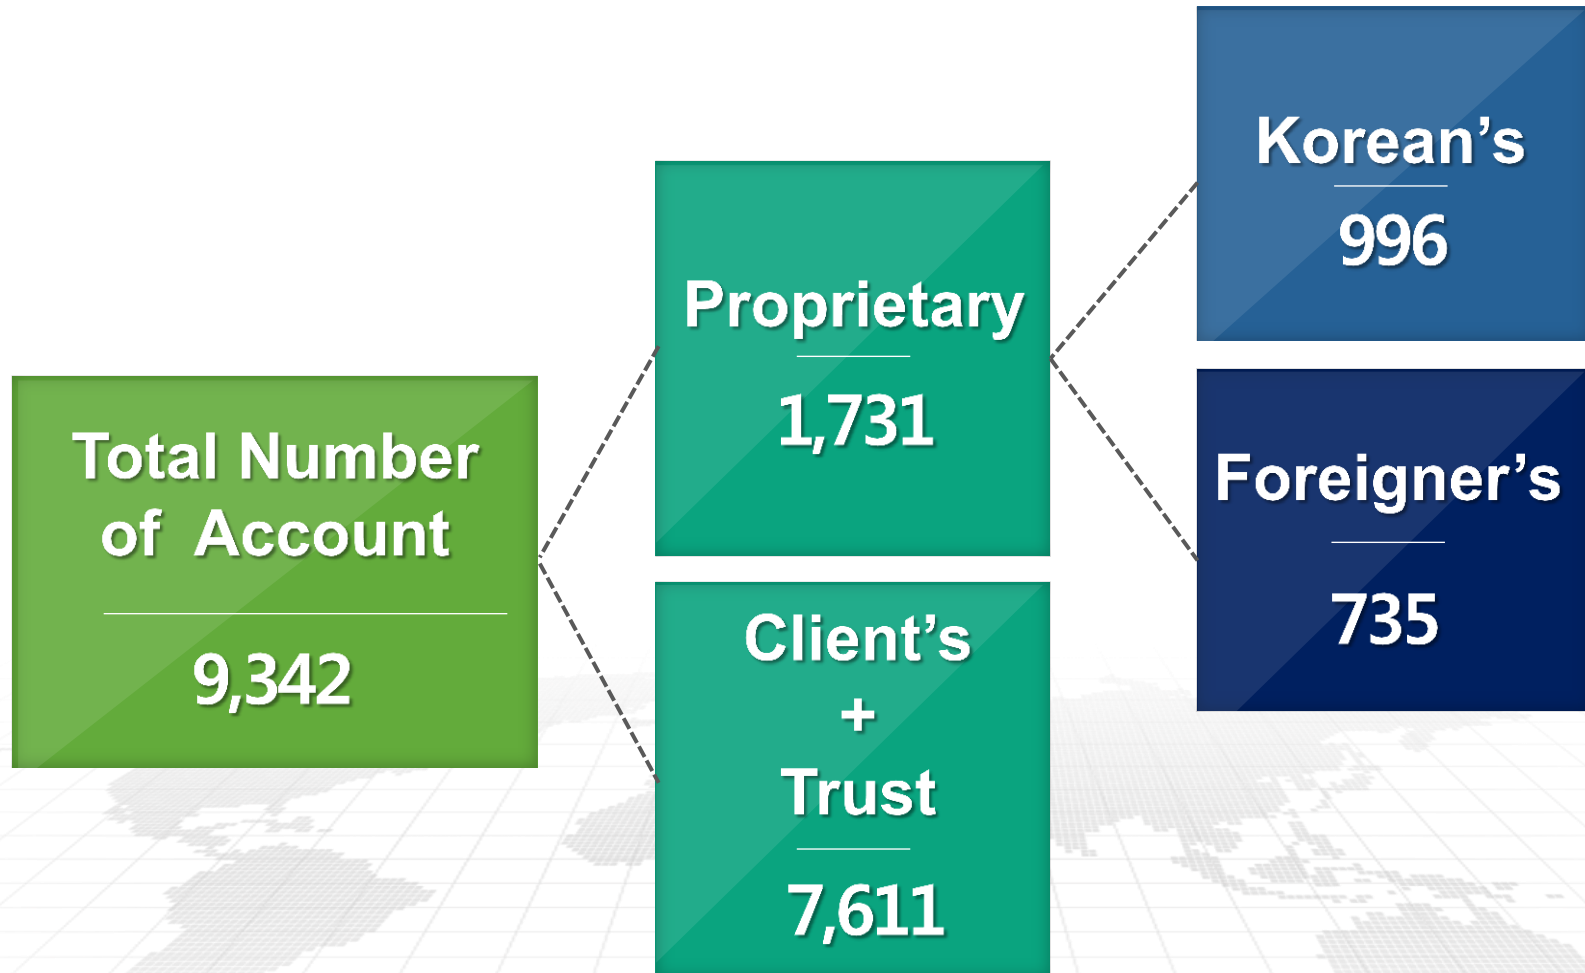 Total Number
of Account
9,342
Proprietary
1,731
Client’s
+
Trust
7,611
Korean’s
996
Foreigner’s
735